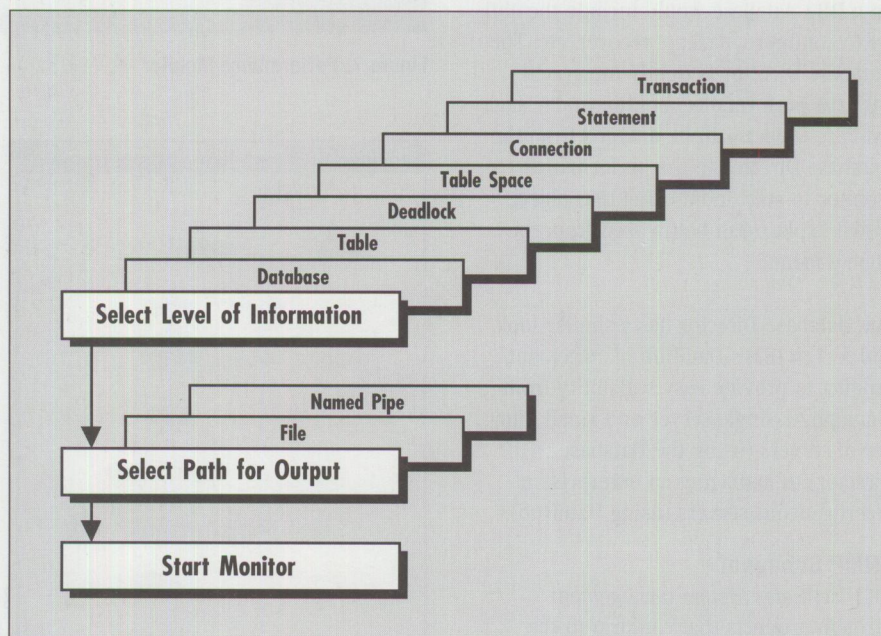 Transaction
Statement
Connection
Table Space
Deadlock
Table
Database
Select Level of Information
Named Pipe
File
Select Path for Output
Start Monitor